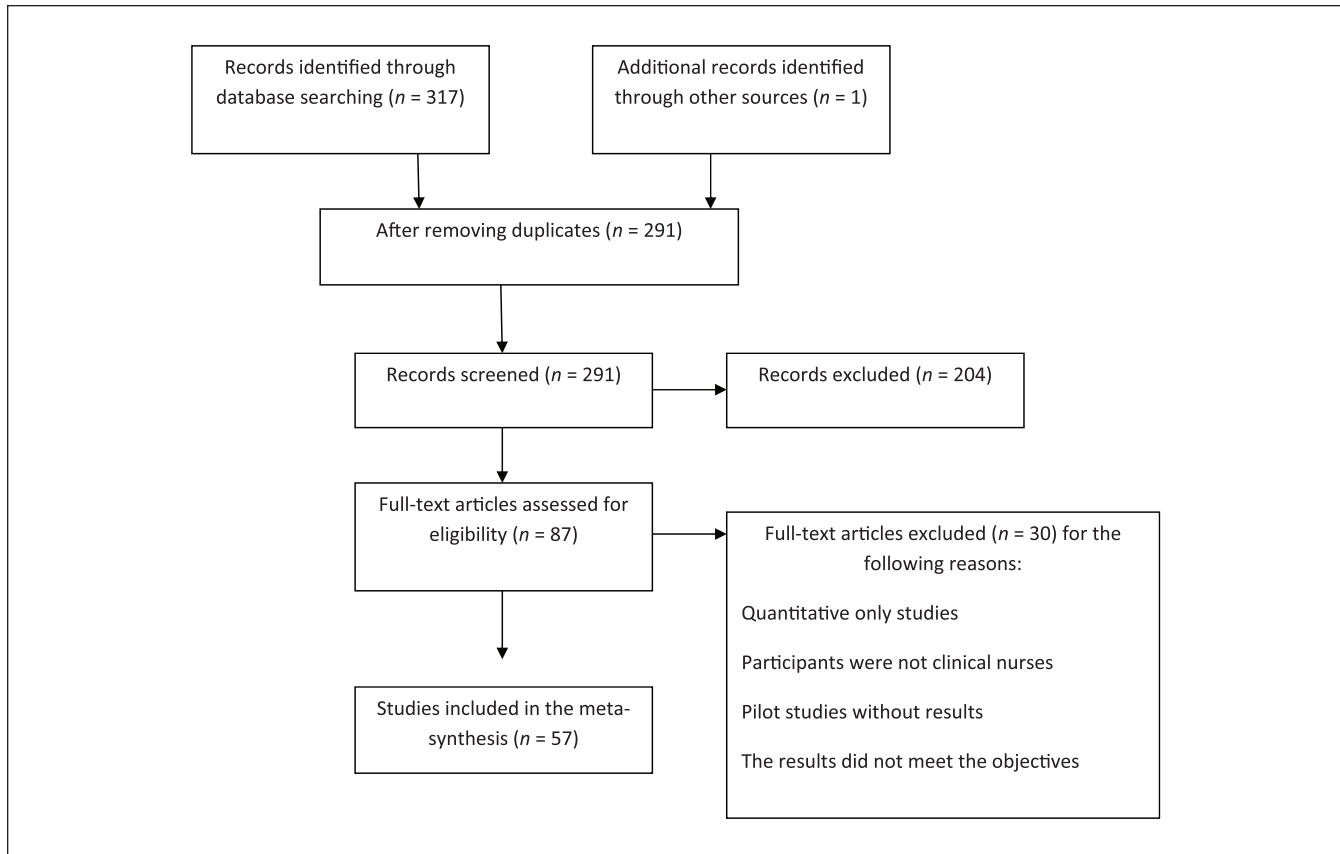 Records identified through
database searching (n = 317)
Additional records identified
through other sources (n = 1)
After removing duplicates (n = 291)
Records screened (n = 291)
Records excluded (n = 204)
Full-text articles assessed for
eligibility (n = 87)
Full-text articles excluded (n = 30) for the
following reasons:
Quantitative only studies
Participants were not clinical nurses
Pilot studies without results
The results did not meet the objectives
Studies included in the meta-
synthesis (n = 57)